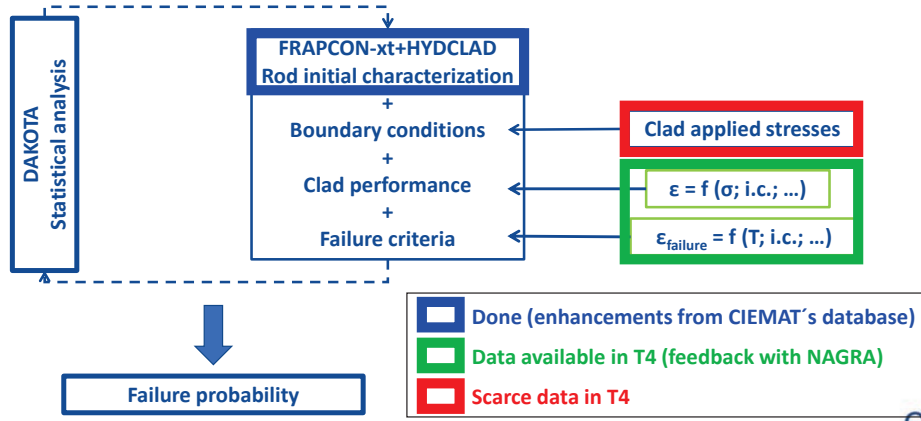 DAKOTA
Statistical analysis
FRAPCON-xt+HYDCLAD
Rod initial characterization
+
Boundary conditions
+
Clad performance
+
Failure criteria
Clad applied stresses
ε = f (σ; i.c.; ...)
εfailure = f (T; i.c.; ...)
Failure probability
Done (enhancements from CIEMAT´s database)
Data available in T4 (feedback with NAGRA)
Scarce data in T4